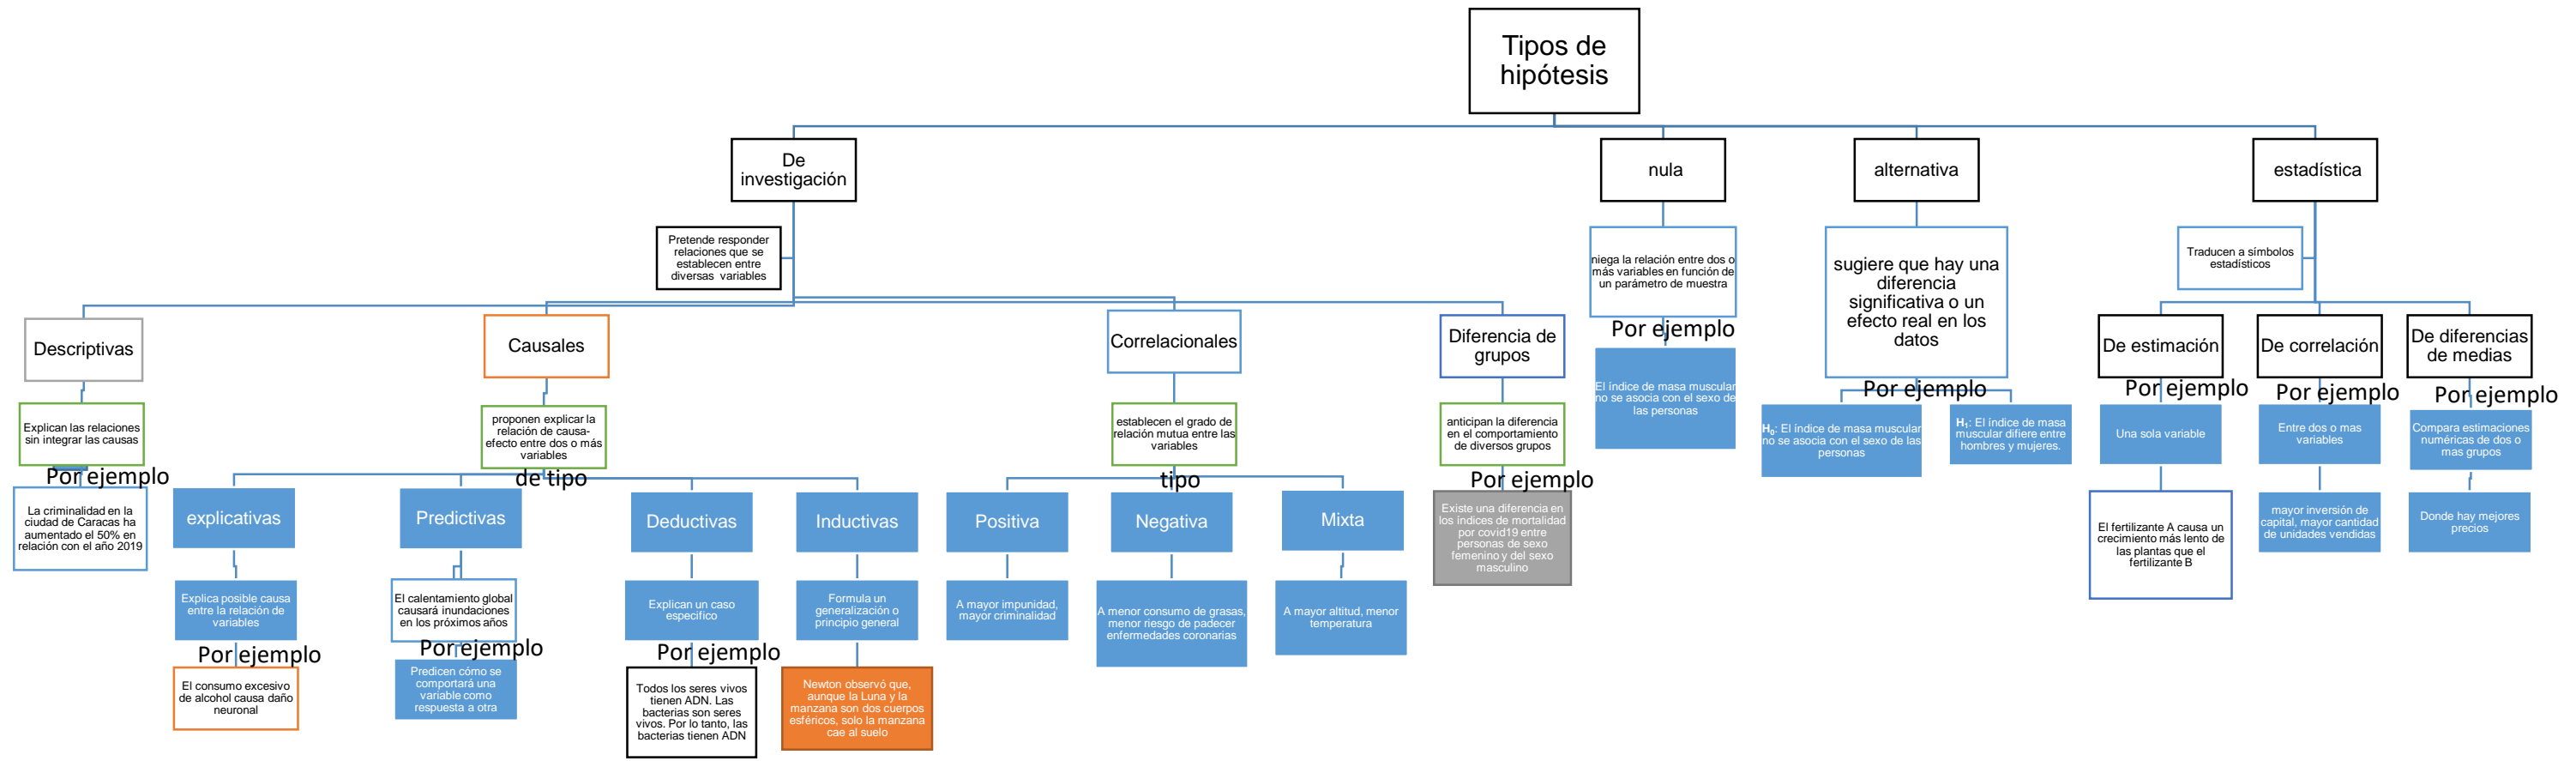 Tipos de
hipótesis
De
investigación
nula
alternativa
estadística
Pretende responder
relaciones que se
establecen entre
diversas variables
niega la relación entre dos o
más variables en función de
un parámetro de muestra
sugiere que hay una
diferencia
significativa o un
efecto real en los
datos
Traducen a símbolos
estadísticos
Descriptivas
Causales
Correlacionales
Diferencia de
grupos
Por ejemplo
El índice de masa muscular
no se asocia con el sexo de
las personas
Por ejemplo
H₀: El índice de masa muscular
no se asocia con el sexo de las
personas
H₁: El índice de masa
muscular difiere entre
hombres y mujeres.
De estimación
De correlación
De diferencias
de medias
Por ejemplo
Por ejemplo
Por ejemplo
Una sola variable
Entre dos o mas
variables
Compara estimaciones
numéricas de dos o
mas grupos
El fertilizante A causa un
crecimiento más lento de
las plantas que el
fertilizante B
mayor inversión de
capital, mayor cantidad
de unidades vendidas
Donde hay mejores
precios
Explican las relaciones
sin integrar las causas
proponen explicar la
relación de causa-
efecto entre dos o más
variables
establecen el grado de
relación mutua entre las
variables
anticipan la diferencia
en el comportamiento
de diversos grupos
Por ejemplo
de tipo
tipo
Por ejemplo
La criminalidad en la
ciudad de Caracas ha
aumentado el 50% en
relación con el año 2019
explicativas
Predictivas
Deductivas
Inductivas
Positiva
Negativa
Mixta
Existe una diferencia en
los índices de mortalidad
por covid19 entre
personas de sexo
femenino y del sexo
masculino
Explica posible causa
entre la relación de
variables
El calentamiento global
causará inundaciones
en los próximos años
Explican un caso
especifico
Formula un
generalización o
principio general
A mayor impunidad,
mayor criminalidad
A menor consumo de grasas,
menor riesgo de padecer
enfermedades coronarias
A mayor altitud, menor
temperatura
Por ejemplo
Por ejemplo
Por ejemplo
El consumo excesivo
de alcohol causa daño
neuronal
Predicen cómo se
comportará una
variable como
respuesta a otra
Todos los seres vivos
tienen ADN. Las
bacterias son seres
vivos. Por lo tanto, las
bacterias tienen ADN
Newton observó que,
aunque la Luna y la
manzana son dos cuerpos
esféricos, solo la manzana
cae al suelo